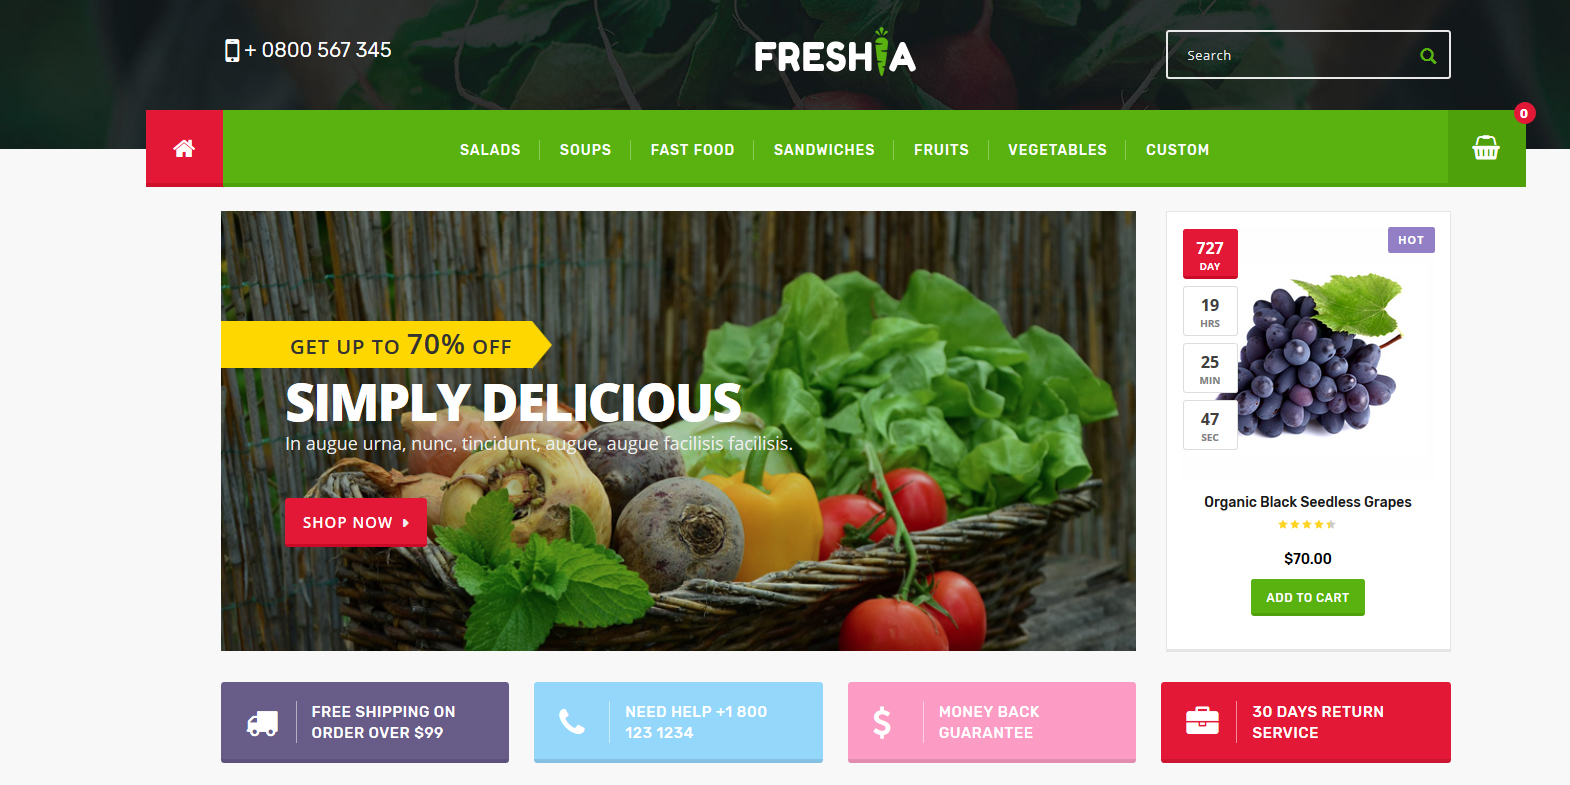 + 0800 567 345
FRESHIA
Search
0
SALADS
SOUPS
FAST FOOD
SANDWICHES
FRUITS
VEGETABLES
CUSTOM
GET UP TO 70% OFF
SIMPLY DELICIOUS
In augue urna, nunc, tincidunt, augue, augue facilisis facilisis.
SHOP NOW
727
DAY
HOT
19
HRS
25
MIN
47
SEC
Organic Black Seedless Grapes
$70.00
ADD TO CART
FREE SHIPPING ON
ORDER OVER $99
NEED HELP +1 800
123 1234
$
MONEY BACK
GUARANTEE
30 DAYS RETURN
SERVICE